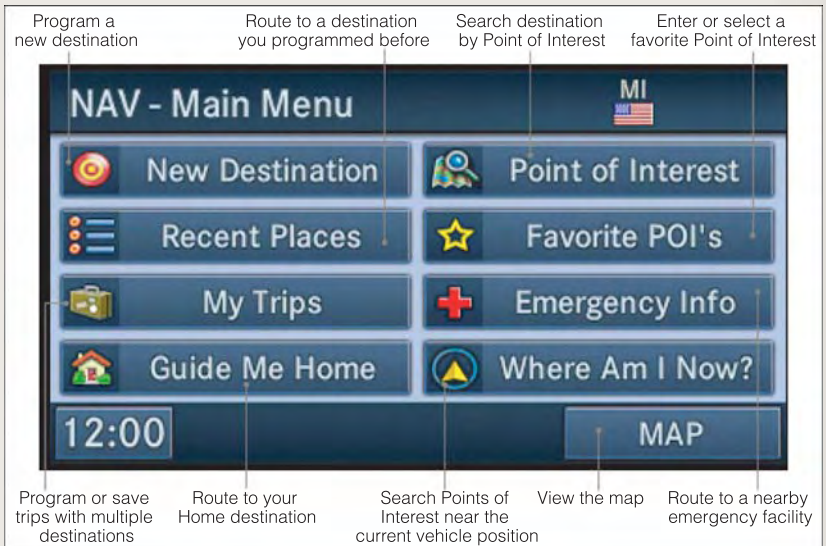 Program a
new destination
Route to a destination
you programmed before
Search destination
by Point of Interest
Enter or select a
favorite Point of Interest
NAV - Main Menu
MI
New Destination
Point of Interest
Recent Places
Favorite POI's
My Trips
Emergency Info
Guide Me Home
Where Am I Now?
12:00
MAP
Program or save
trips with multiple
destinations
Route to your
Home destination
Search Points of
Interest near the
current vehicle position
View the map
Route to a nearby
emergency facility